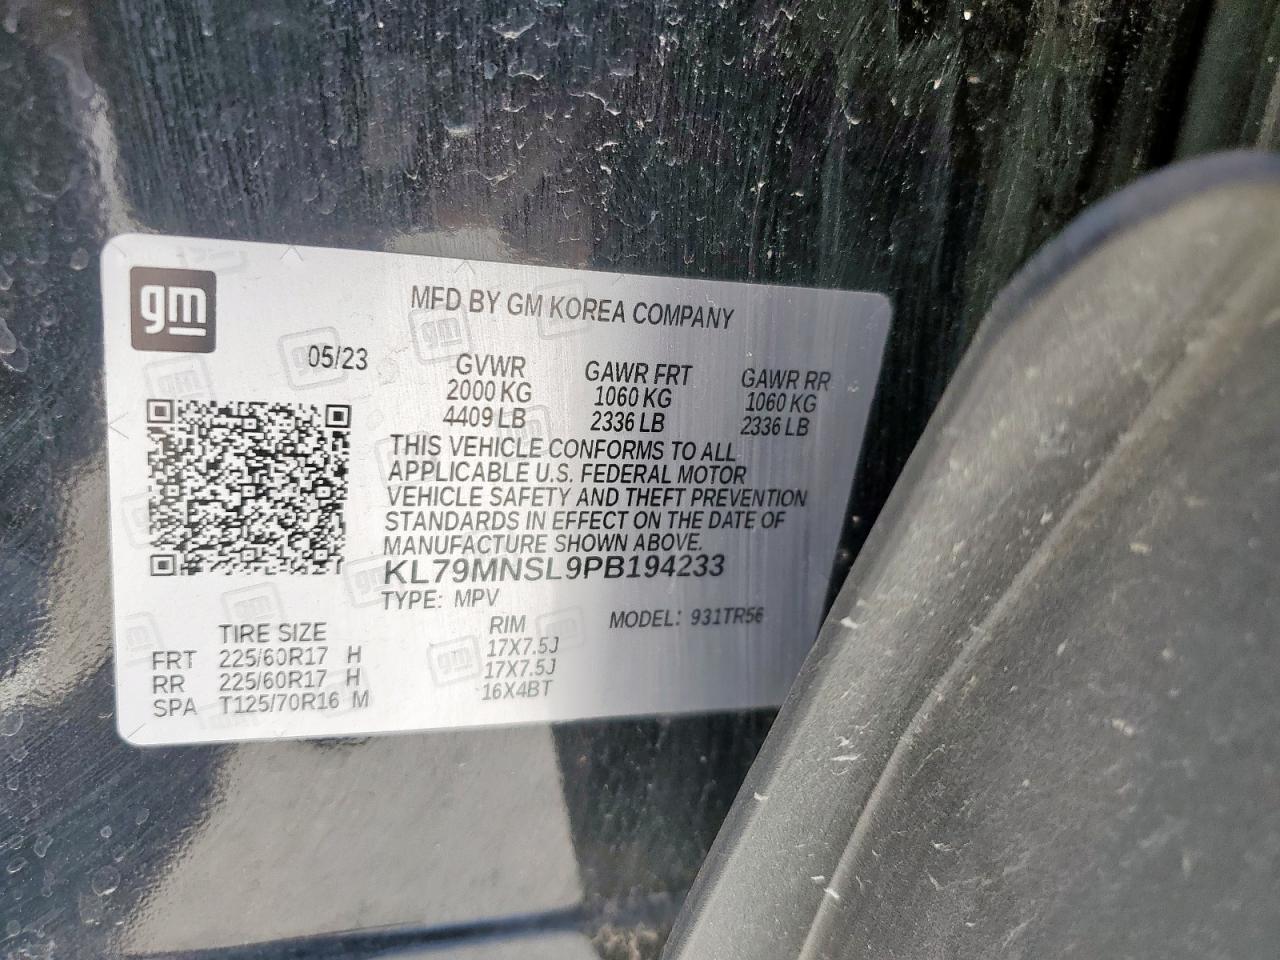 gm
MFD BY GM KOREA COMPANY
05/23
GVWR GAWR FRT GAWR RR
2000 KG 1060 KG 1060 KG
4409 LB 2336 LB 2336 LB
THIS VEHICLE CONFORMS TO ALL
APPLICABLE U.S. FEDERAL MOTOR
VEHICLE SAFETY AND THEFT PREVENTION
STANDARDS IN EFFECT ON THE DATE OF
MANUFACTURE SHOWN ABOVE.
KL79MNSL9PB194233
TYPE: MPV MODEL: 931TR56
TIRE SIZE RIM
FRT 225/60R17 H 17X7.5J
RR 225/60R17 H 17X7.5J
SPA T125/70R16 M 16X4BT
gm